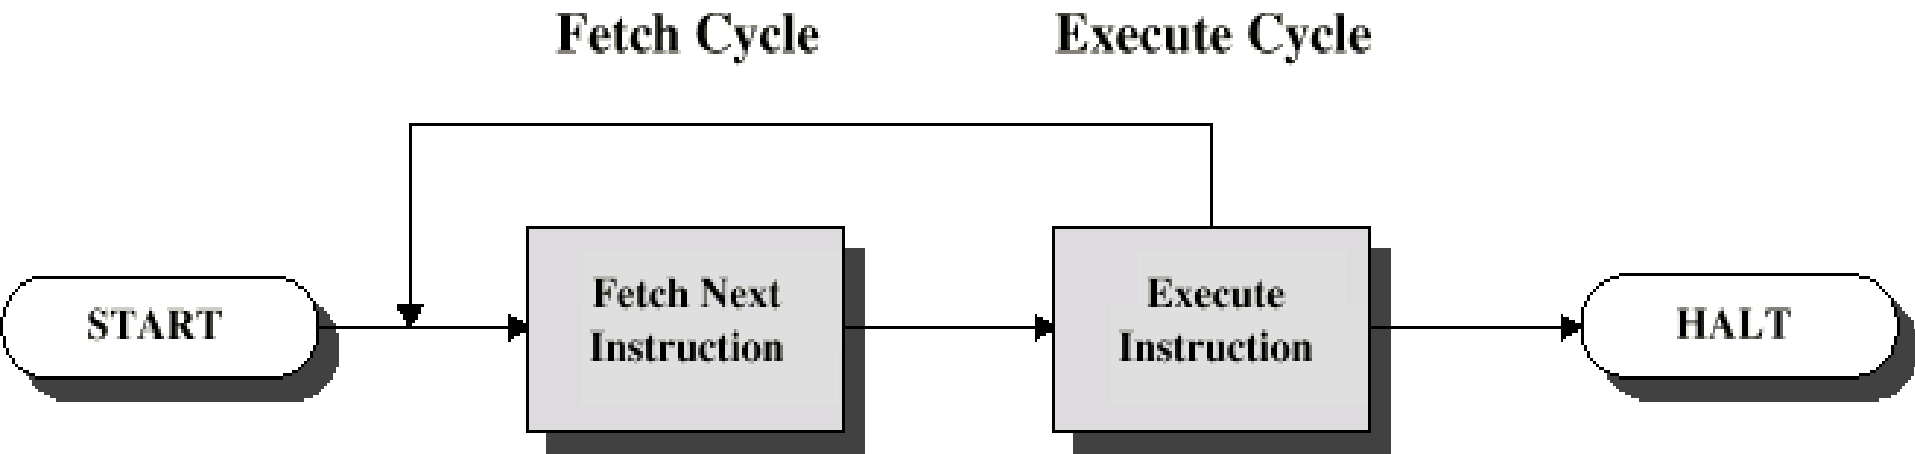 Fetch Cycle
Execute Cycle
START
Fetch Next
Instruction
Execute
Instruction
HALT